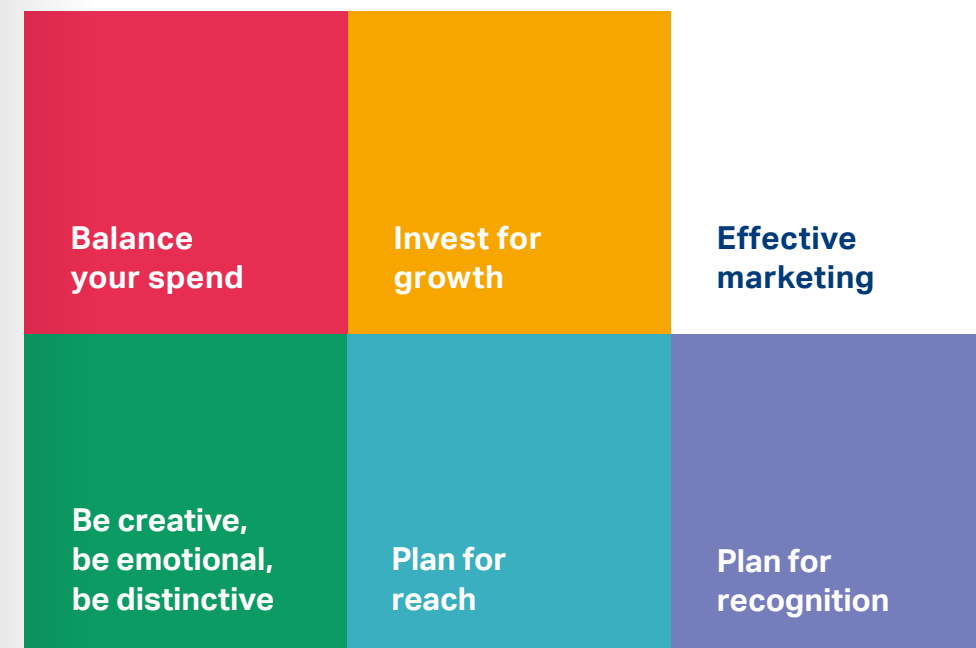 Balance
your spend
Invest for
growth
Effective
marketing
Be creative,
be emotional,
be distinctive
Plan for
reach
Plan for
recognition